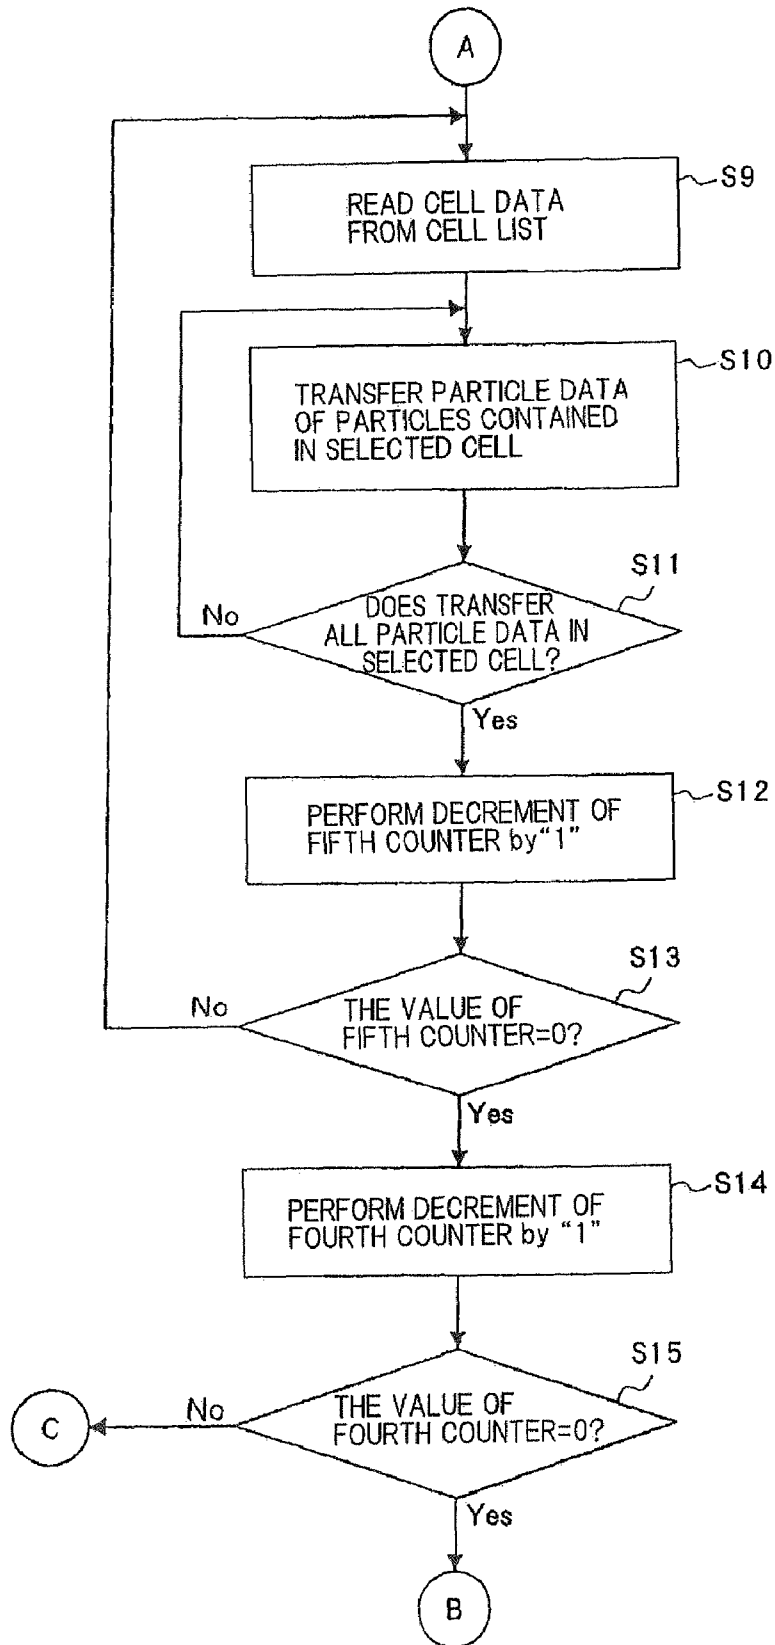 A
S9
READ CELL DATA
FROM CELL LIST
S10
TRANSFER PARTICLE DATA
OF PARTICLES CONTAINED
IN SELECTED CELL
S11
No
DOES TRANSFER
ALL PARTICLE DATA IN
SELECTED CELL?
Yes
S12
PERFORM DECREMENT OF
FIFTH COUNTER by "1"
S13
No
THE VALUE OF
FIFTH COUNTER=0?
Yes
S14
PERFORM DECREMENT OF
FOURTH COUNTER by "1"
S15
C
No
THE VALUE OF
FOURTH COUNTER=0?
Yes
B